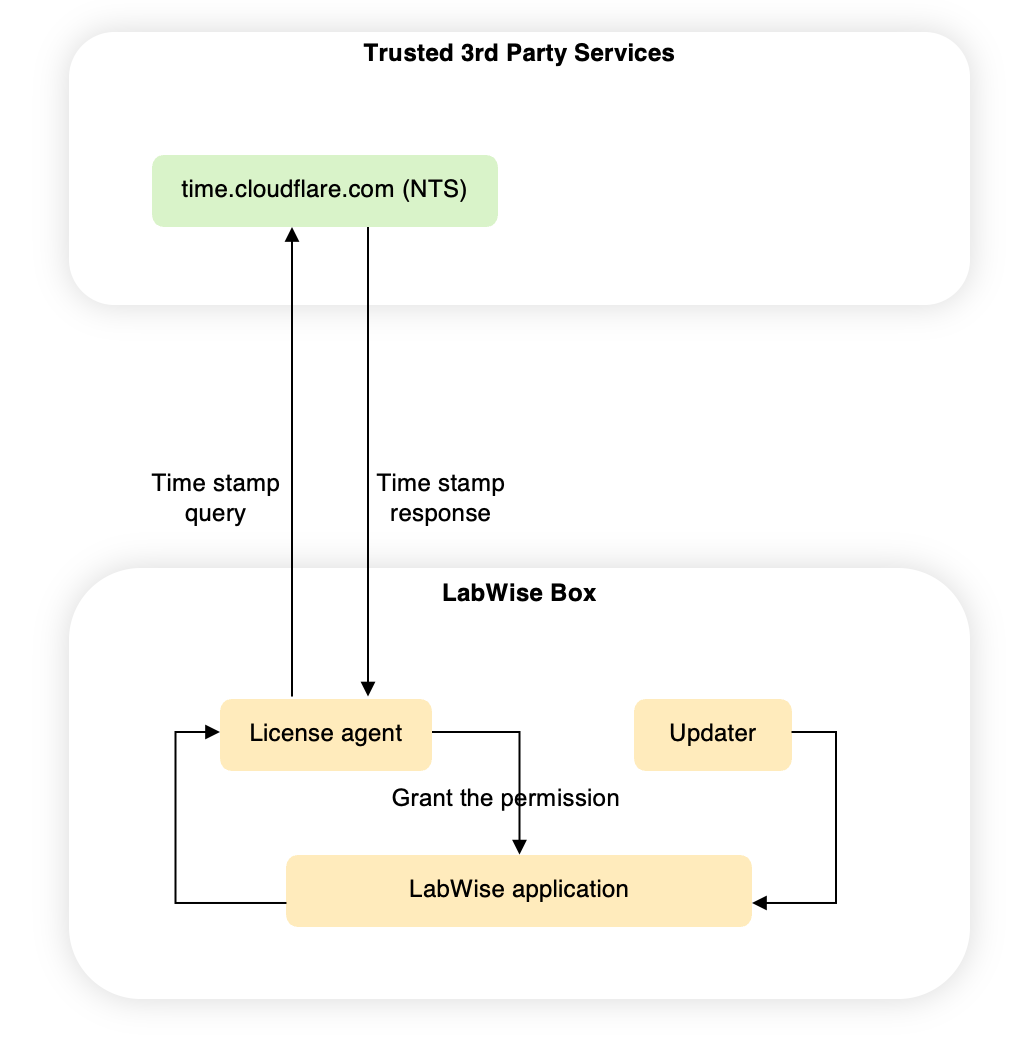 Trusted 3rd Party Services
time.cloudflare.com (NTS)
Time stamp
query
Time stamp
response
LabWise Box
License agent
Updater
Grant the permission
LabWise application